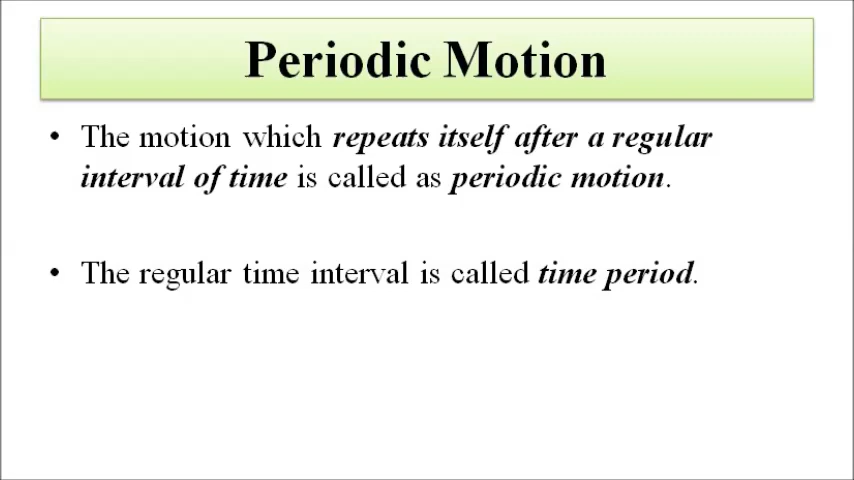 Periodic Motion
• The motion which repeats itself after a regular
interval of time is called as periodic motion.
• The regular time interval is called time period.